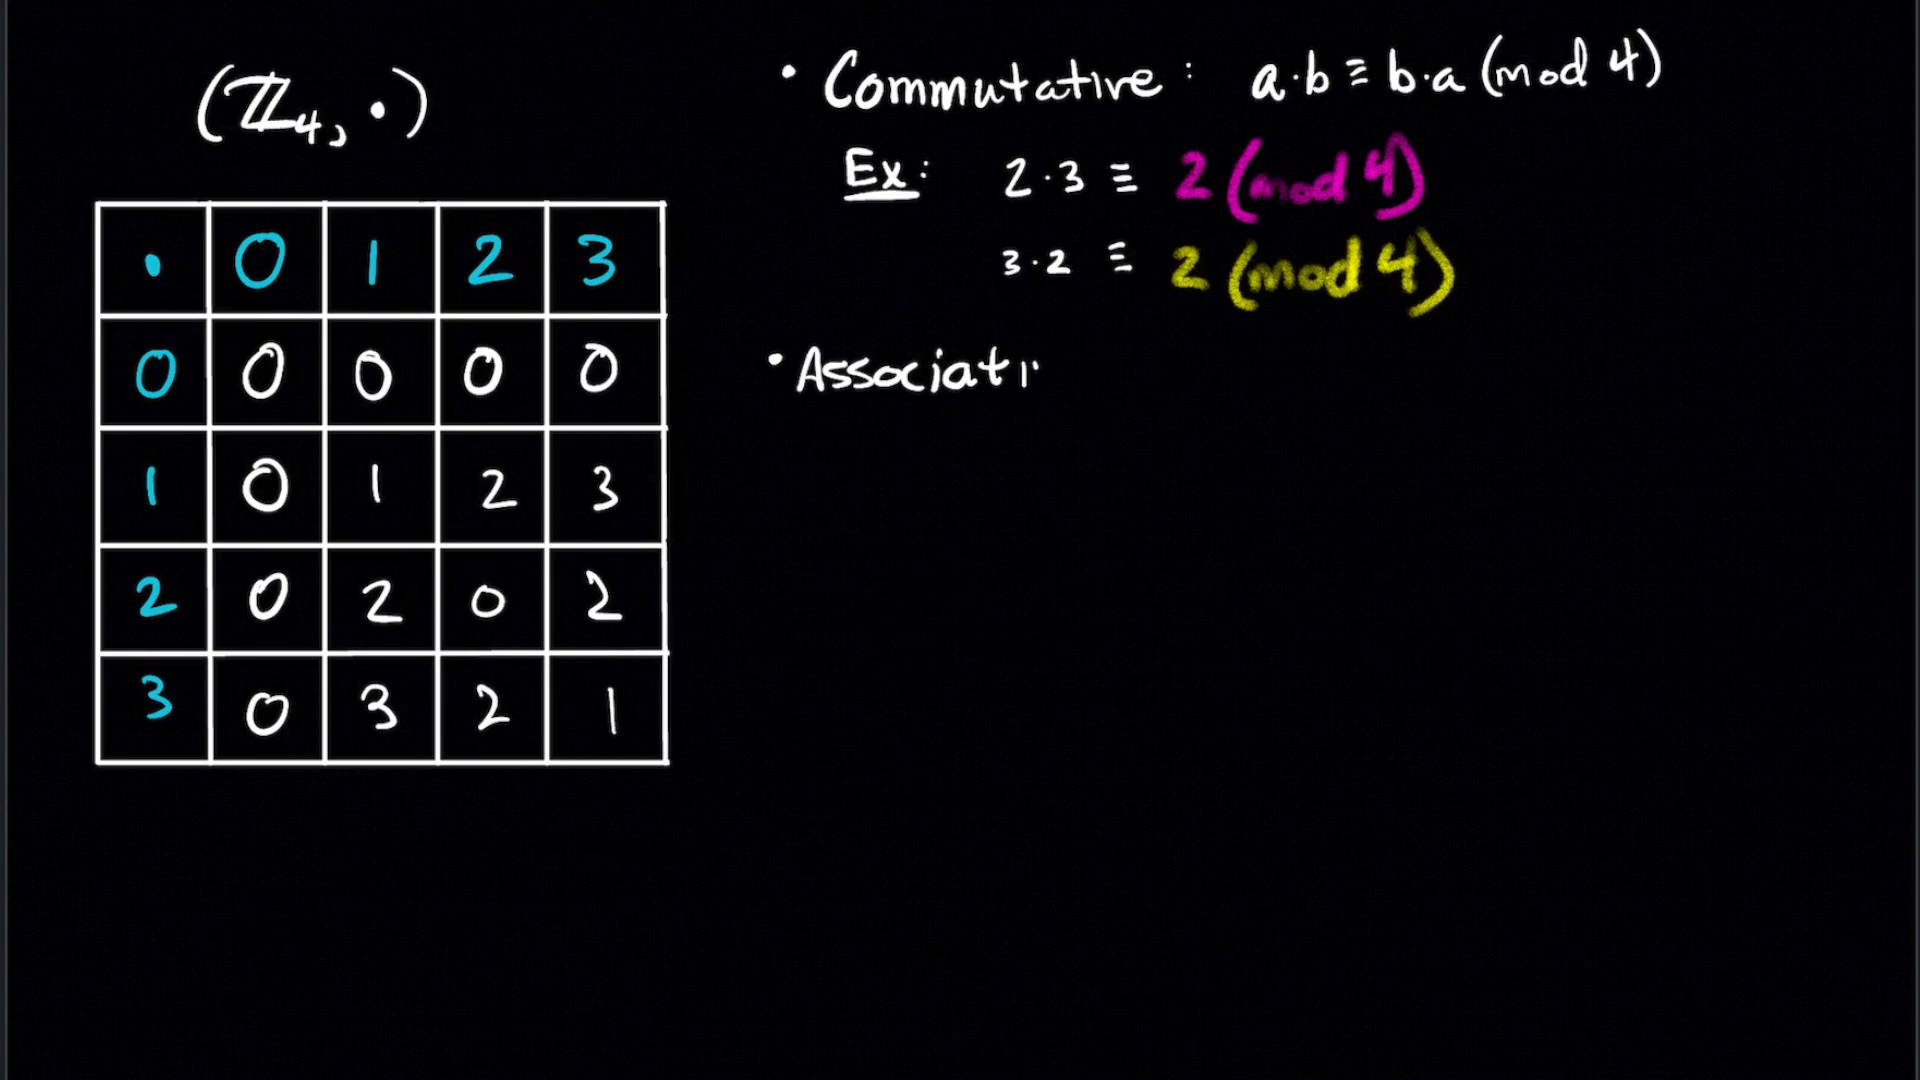 (ℤ₄, ·)
· 0 1 2 3
0 0 0 0 0
1 0 1 2 3
2 0 2 0 2
3 0 3 2 1
• Commutative: a·b ≡ b·a (mod 4)
Ex: 2·3 ≡ 2 (mod 4)
3·2 ≡ 2 (mod 4)
• Associati